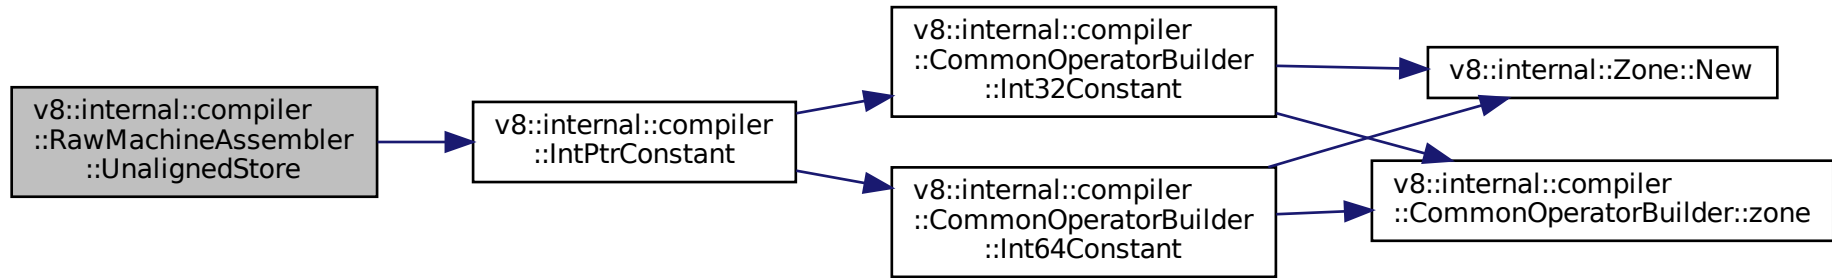 v8::internal::compiler
::RawMachineAssembler
::UnalignedStore
v8::internal::compiler
::IntPtrConstant
v8::internal::compiler
::CommonOperatorBuilder
::Int32Constant
v8::internal::compiler
::CommonOperatorBuilder
::Int64Constant
v8::internal::Zone::New
v8::internal::compiler
::CommonOperatorBuilder::zone